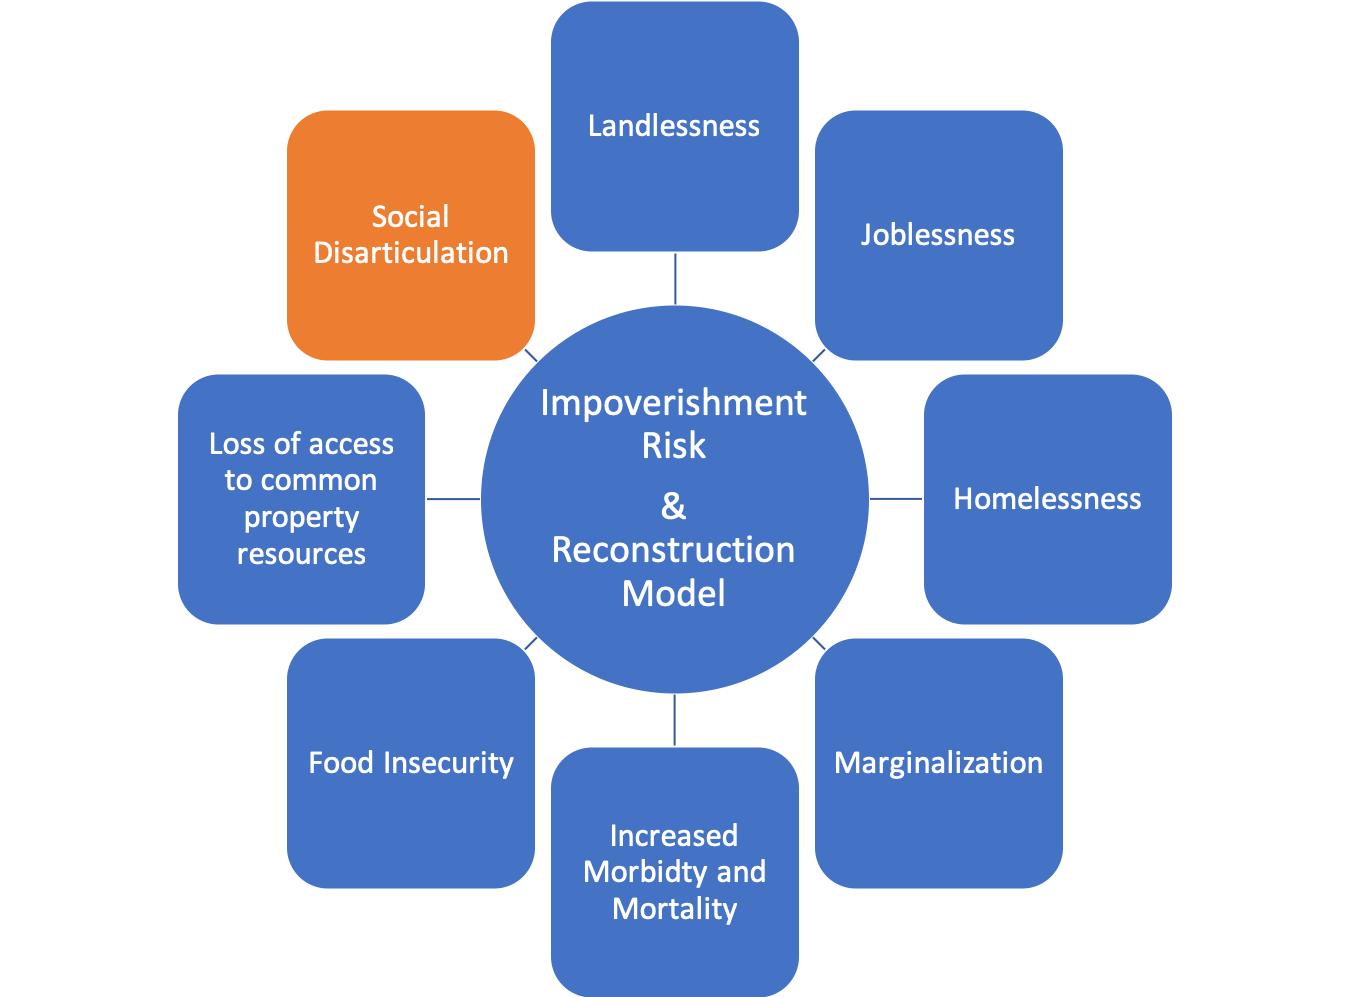 Landlessness
Joblessness
Homelessness
Marginalization
Increased
Morbidty and
Mortality
Food Insecurity
Loss of access
to common
property
resources
Social
Disarticulation
Impoverishment
Risk
&
Reconstruction
Model